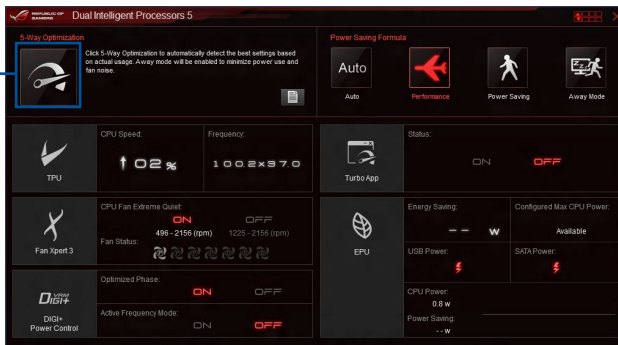 REPUBLIC OF
GAMERS
Dual Intelligent Processors 5
5-Way Optimization
Click 5-Way Optimization to automatically detect the best settings based
on actual usage. Away mode will be enabled to minimize power use and
fan noise.
Power Saving Formula
Auto
Auto
Performance
Power Saving
Away Mode
TPU
CPU Speed:
02 %
Frequency:
100.2x37.0
Turbo App
Status:
ON OFF
Fan Xpert 3
CPU Fan Extreme Quiet:
ON OFF
496 - 2156 (rpm) 1225 - 2156 (rpm)
Fan Status:
EPU
Energy Saving:
-- w
Configured Max CPU Power:
Available
USB Power:
SATA Power:
CPU Power:
0.8 w
Power Saving:
-- w
DIGI+ VRM
DIGI+
Power Control
Optimized Phase:
ON OFF
Active Frequency Mode:
ON OFF